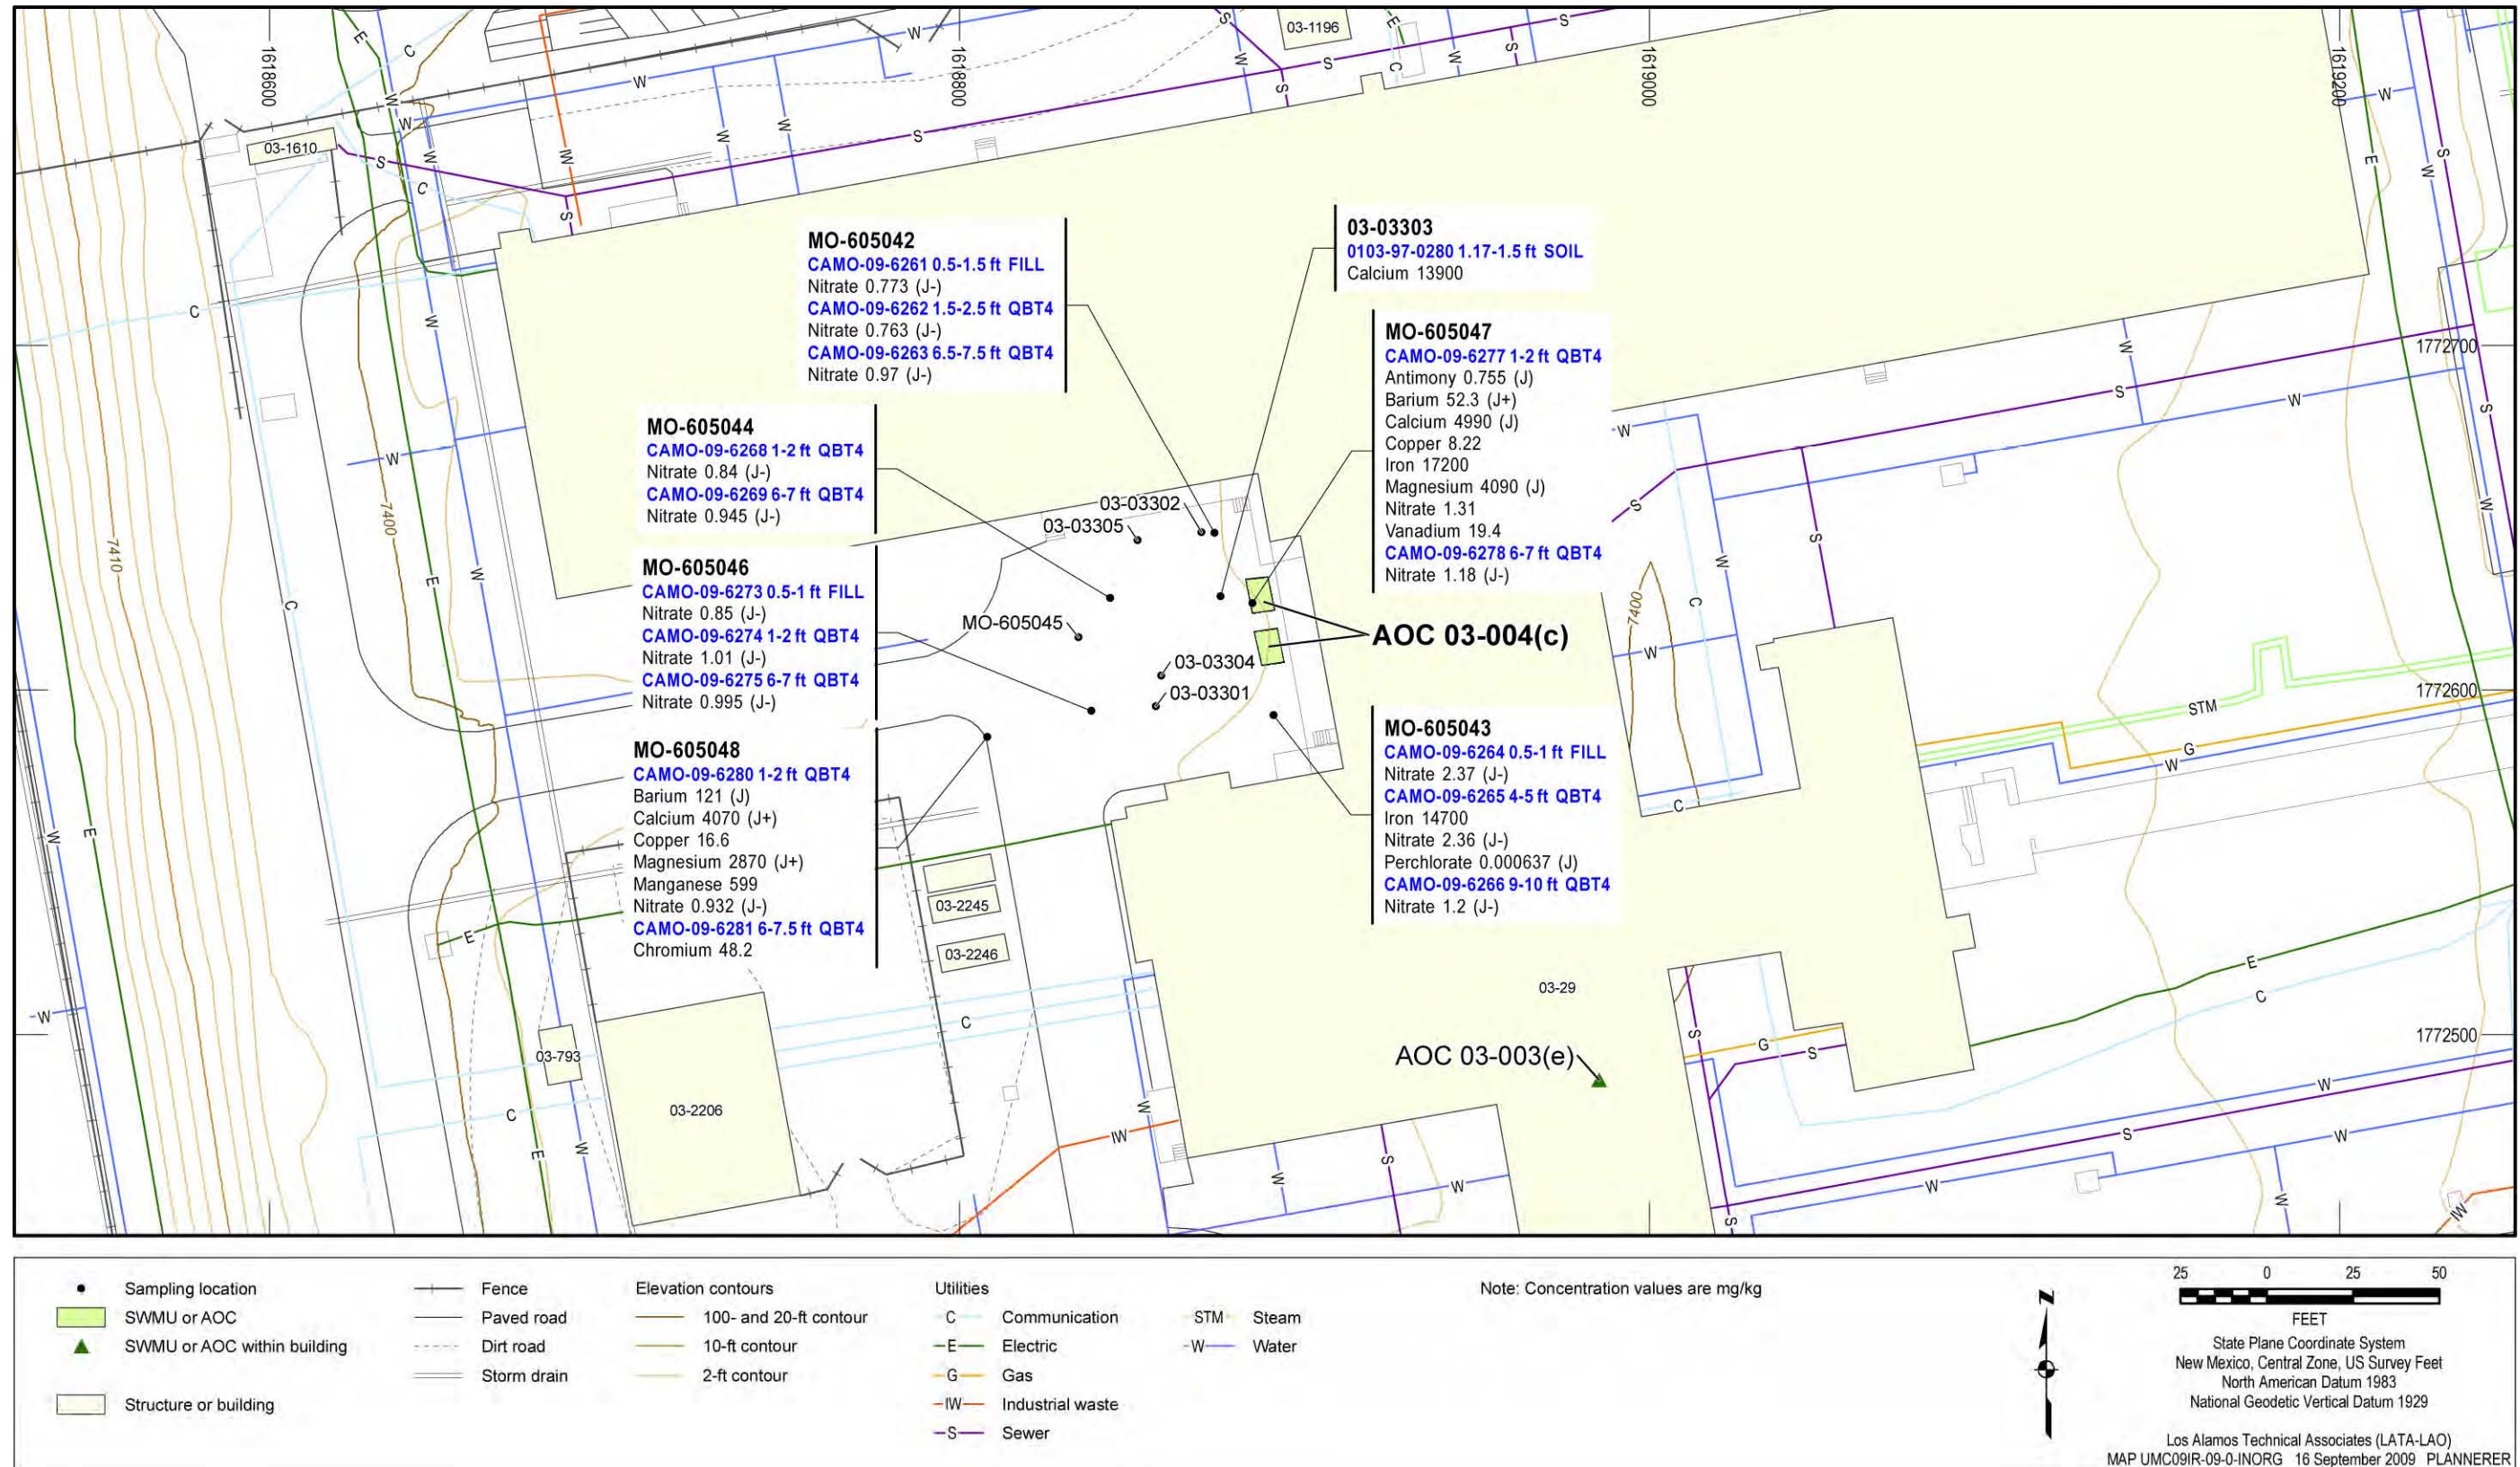 1618600
1618800
1619000
1619200
03-1196
03-1610
MO-605042
CAMO-09-6261 0.5-1.5 ft FILL
Nitrate 0.773 (J-)
CAMO-09-6262 1.5-2.5 ft QBT4
Nitrate 0.763 (J-)
CAMO-09-6263 6.5-7.5 ft QBT4
Nitrate 0.97 (J-)
03-03303
0103-97-0280 1.17-1.5 ft SOIL
Calcium 13900
MO-605047
CAMO-09-6277 1-2 ft QBT4
Antimony 0.755 (J)
Barium 52.3 (J+)
Calcium 4990 (J)
Copper 8.22
Iron 17200
Magnesium 4090 (J)
Nitrate 1.31
Vanadium 19.4
CAMO-09-6278 6-7 ft QBT4
Nitrate 1.18 (J-)
1772700
MO-605044
CAMO-09-6268 1-2 ft QBT4
Nitrate 0.84 (J-)
CAMO-09-6269 6-7 ft QBT4
Nitrate 0.945 (J-)
03-03302
03-03305
7410
7400
7400
MO-605046
CAMO-09-6273 0.5-1 ft FILL
Nitrate 0.85 (J-)
CAMO-09-6274 1-2 ft QBT4
Nitrate 1.01 (J-)
CAMO-09-6275 6-7 ft QBT4
Nitrate 0.995 (J-)
MO-605045
AOC 03-004(c)
03-03304
03-03301
1772600
STM
G
MO-605048
CAMO-09-6280 1-2 ft QBT4
Barium 121 (J)
Calcium 4070 (J+)
Copper 16.6
Magnesium 2870 (J+)
Manganese 599
Nitrate 0.932 (J-)
CAMO-09-6281 6-7.5 ft QBT4
Chromium 48.2
MO-605043
CAMO-09-6264 0.5-1 ft FILL
Nitrate 2.37 (J-)
CAMO-09-6265 4-5 ft QBT4
Iron 14700
Nitrate 2.36 (J-)
Perchlorate 0.000637 (J)
CAMO-09-6266 9-10 ft QBT4
Nitrate 1.2 (J-)
03-2245
03-2246
03-29
1772500
03-793
AOC 03-003(e)
03-2206
IW
Sampling location
SWMU or AOC
SWMU or AOC within building
Structure or building
Fence
Paved road
Dirt road
Storm drain
Elevation contours
100- and 20-ft contour
10-ft contour
2-ft contour
Utilities
C Communication
E Electric
G Gas
IW Industrial waste
S Sewer
STM Steam
W Water
Note: Concentration values are mg/kg
N
25 0 25 50
FEET
State Plane Coordinate System
New Mexico, Central Zone, US Survey Feet
North American Datum 1983
National Geodetic Vertical Datum 1929
Los Alamos Technical Associates (LATA-LAO)
MAP UMC09IR-09-0-INORG 16 September 2009 PLANNERER